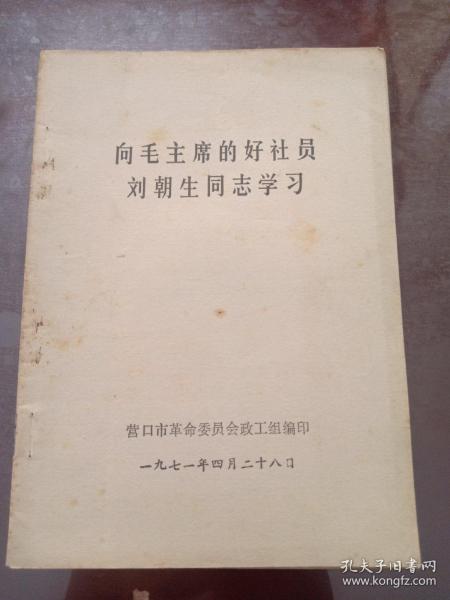 向毛主席的好社员
刘朝生同志学习
营口市革命委员会政工组编印
一九七一年四月二十八日
孔夫子旧书网
www.kongfz.com